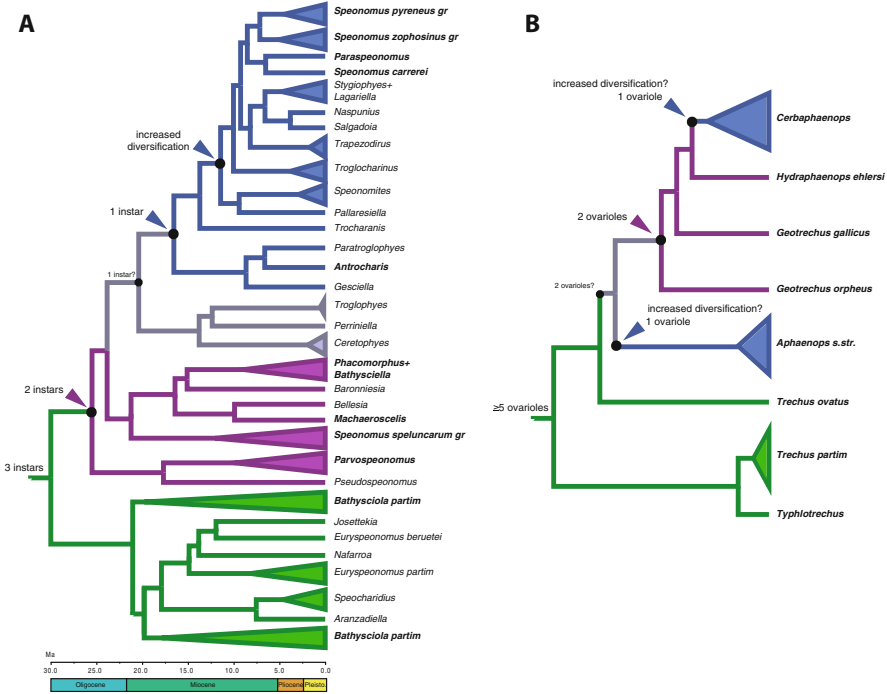 A
Speonomus pyreneus gr
Speonomus zophosinus gr
Paraspeonomus
Speonomus carrerei
Stygiophyes+
Lagariella
Naspunius
Salgadoia
Trapezodirus
Troglocharinus
Speonomites
Pallaresiella
Trocharanis
Paratroglophyes
Antrocharis
Gesciella
Troglophyes
Perriniella
Ceretophyes
Phacomorphus+
Bathysciella
Baronniesia
Bellesia
Machaeroscelis
Speonomus speluncarum gr
Parvospeonomus
Pseudospeonomus
Bathysciola partim
Josettekia
Euryspeonomus beruetei
Nafarroa
Euryspeonomus partim
Speocharidius
Aranzadiella
Bathysciola partim
increased
diversification
1 instar
1 instar?
2 instars
3 instars
Ma
30.0 25.0 20.0 15.0 10.0 5.0 0.0
Oligocene Miocene Pliocene Pleisto.
B
increased diversification?
1 ovariole
Cerbaphaenops
Hydraphaenops ehlersi
2 ovarioles
Geotrechus gallicus
Geotrechus orpheus
2 ovarioles?
increased diversification?
1 ovariole
Aphaenops s.str.
Trechus ovatus
≥5 ovarioles
Trechus partim
Typhlotrechus